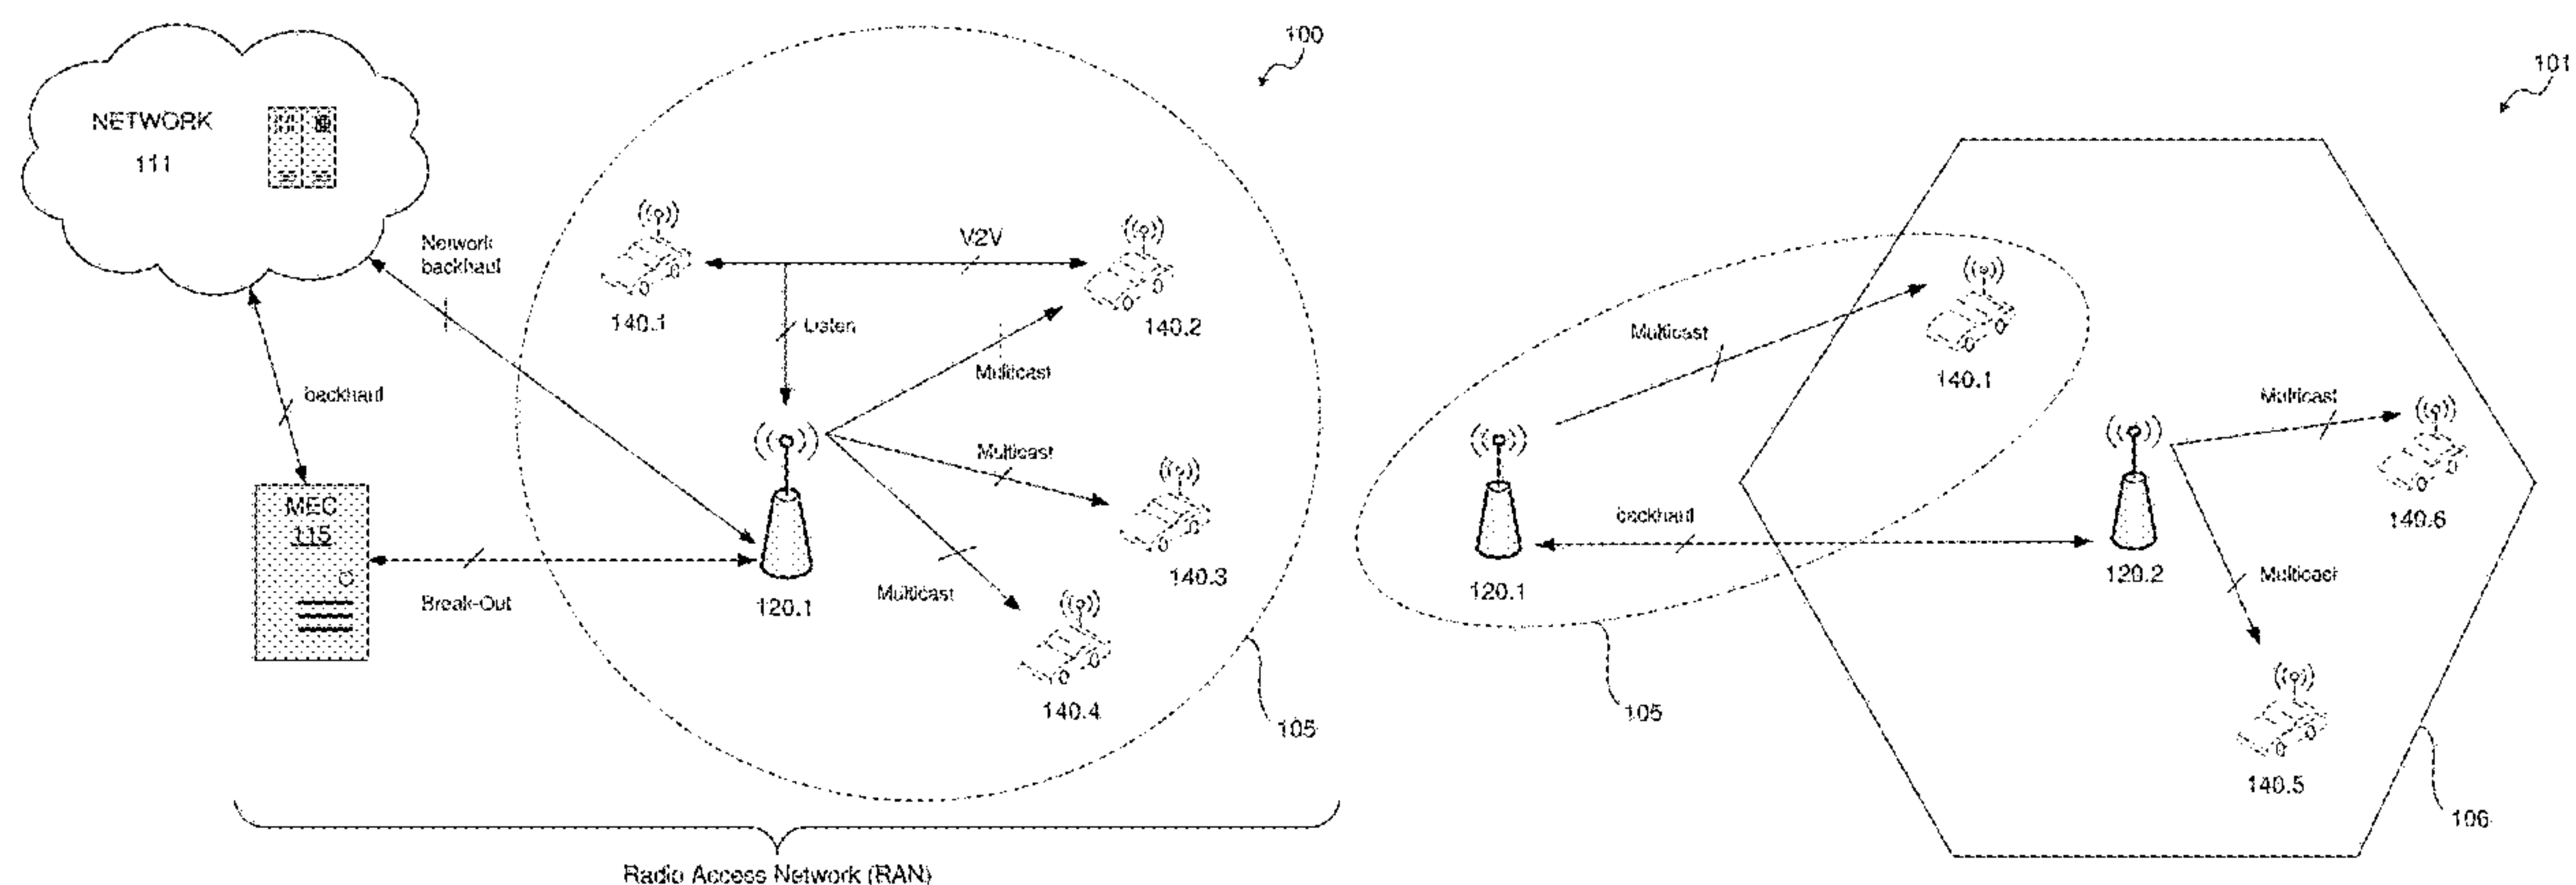 100
101
NETWORK
111
Network
backhaul
V2V
140.1
Listen
140.2
Multicast
Multicast
140.1
backhaul
Multicast
Multicast
MEC
115
backhaul
140.6
140.3
120.1
120.2
Multicast
Break-Out
120.1
Multicast
140.4
105
105
140.5
106
Radio Access Network (RAN)